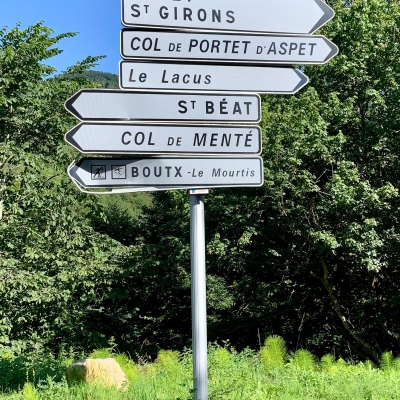 ST GIRONS
COL DE PORTET D'ASPET
Le Lacus
ST BÉAT
COL DE MENTÉ
BOUTX - Le Mourtis